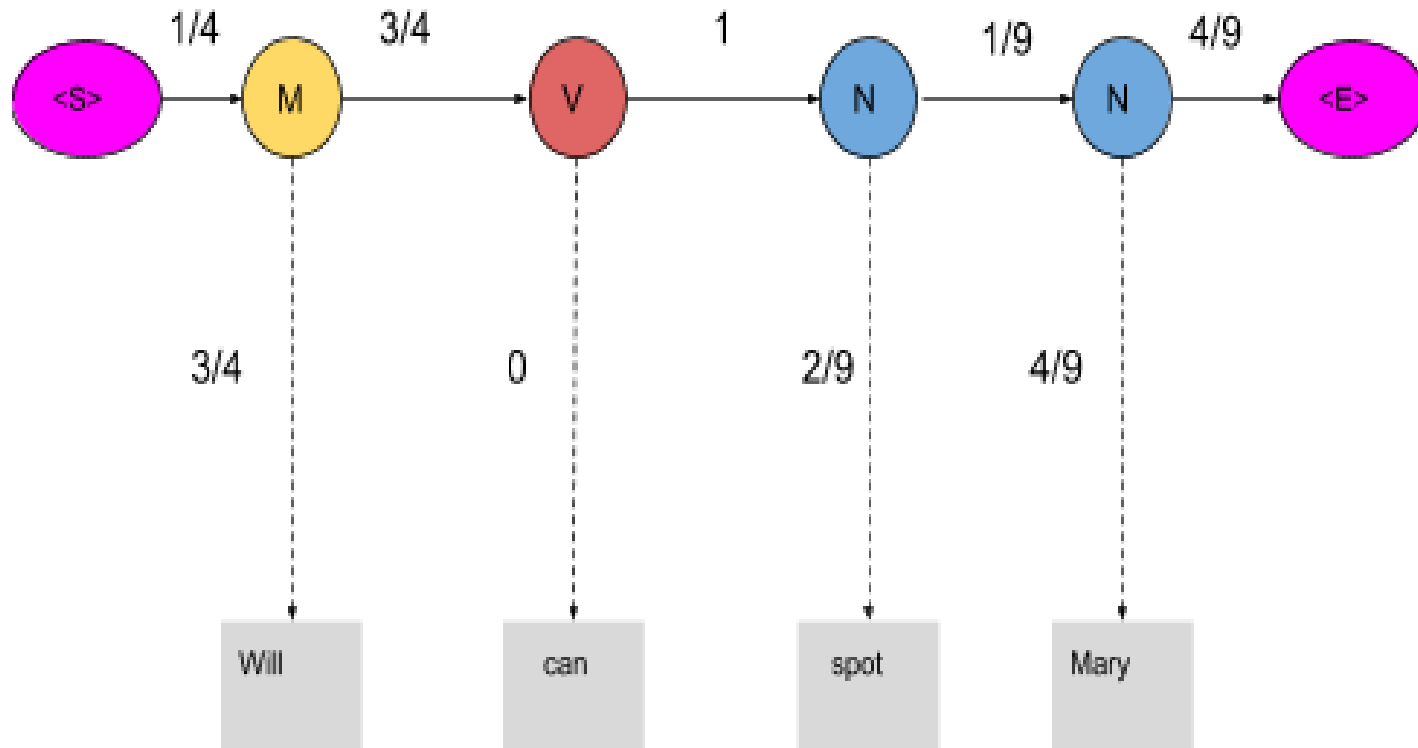 1/4 3/4 1 1/9 4/9
<S> M V N N <E>
3/4 0 2/9 4/9
Will can spot Mary